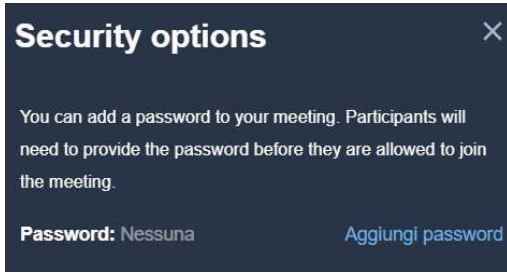 Security options
You can add a password to your meeting. Participants will
need to provide the password before they are allowed to join
the meeting.
Password: Nessuna Aggiungi password